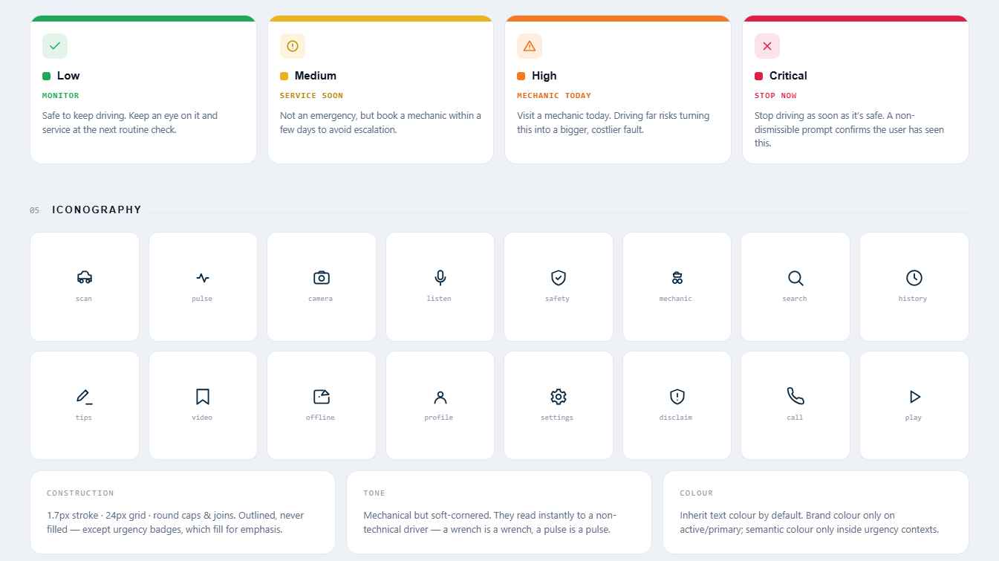 Low
MONITOR
Safe to keep driving. Keep an eye on it and
service at the next routine check.
Medium
SERVICE SOON
Not an emergency, but book a mechanic within a
few days to avoid escalation.
High
MECHANIC TODAY
Visit a mechanic today. Driving far risks turning
this into a bigger, costlier fault.
Critical
STOP NOW
Stop driving as soon as it's safe. A non-
dismissible prompt confirms the user has seen
this.
05 ICONOGRAPHY
scan
pulse
camera
listen
safety
mechanic
search
history
tips
video
offline
profile
settings
disclaim
call
play
CONSTRUCTION
1.7px stroke · 24px grid · round caps & joins. Outlined, never
filled — except urgency badges, which fill for emphasis.
TONE
Mechanical but soft-cornered. They read instantly to a non-
technical driver — a wrench is a wrench, a pulse is a pulse.
COLOUR
Inherit text colour by default. Brand colour only on
active/primary; semantic colour only inside urgency contexts.